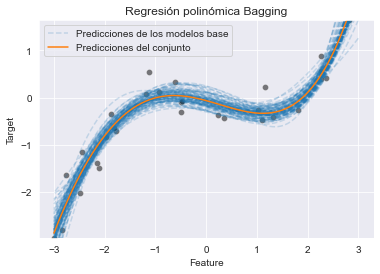 Regresión polinómica Bagging
Predicciones de los modelos base
Predicciones del conjunto
Target
1
0
−1
−2
−3 −2 −1 0 1 2 3
Feature